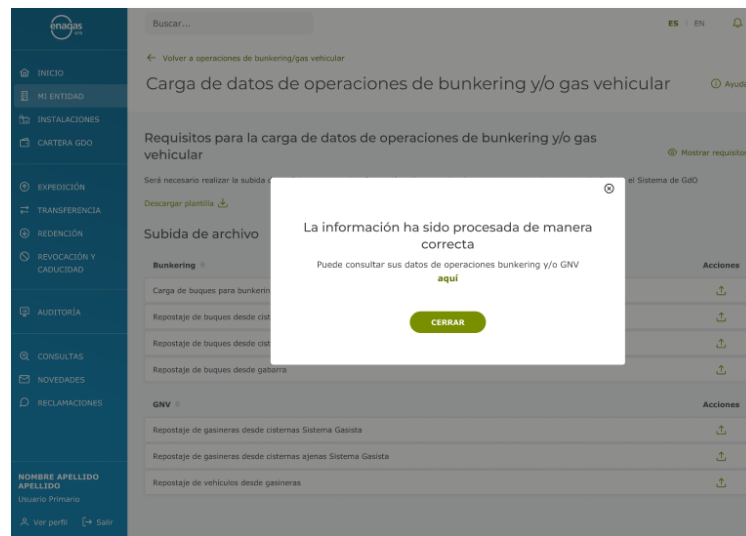 enagas
GTS
Buscar...
ES | EN
← Volver a operaciones de bunkering/gas vehicular
Carga de datos de operaciones de bunkering y/o gas vehicular
Ayuda
INICIO
MI ENTIDAD
INSTALACIONES
CARTERA GDO
EXPEDICIÓN
TRANSFERENCIA
REDENCIÓN
REVOCACIÓN Y
CADUCIDAD
AUDITORÍA
CONSULTAS
NOVEDADES
RECLAMACIONES
NOMBRE APELLIDO
APELLIDO
Usuario Primario
Ver perfil
Salir
Requisitos para la carga de datos de operaciones de bunkering y/o gas
vehicular
Mostrar requisitos
Será necesario realizar la subida
el Sistema de GdO
Descargar plantilla
Subida de archivo
Bunkering
Acciones
Carga de buques para bunkerin
Repostaje de buques desde cist
Repostaje de buques desde cist
Repostaje de buques desde gabarra
GNV
Acciones
Repostaje de gasineras desde cisternas Sistema Gasista
Repostaje de gasineras desde cisternas ajenas Sistema Gasista
Repostaje de vehículos desde gasineras
La información ha sido procesada de manera
correcta
Puede consultar sus datos de operaciones bunkering y/o GNV
aquí
CERRAR